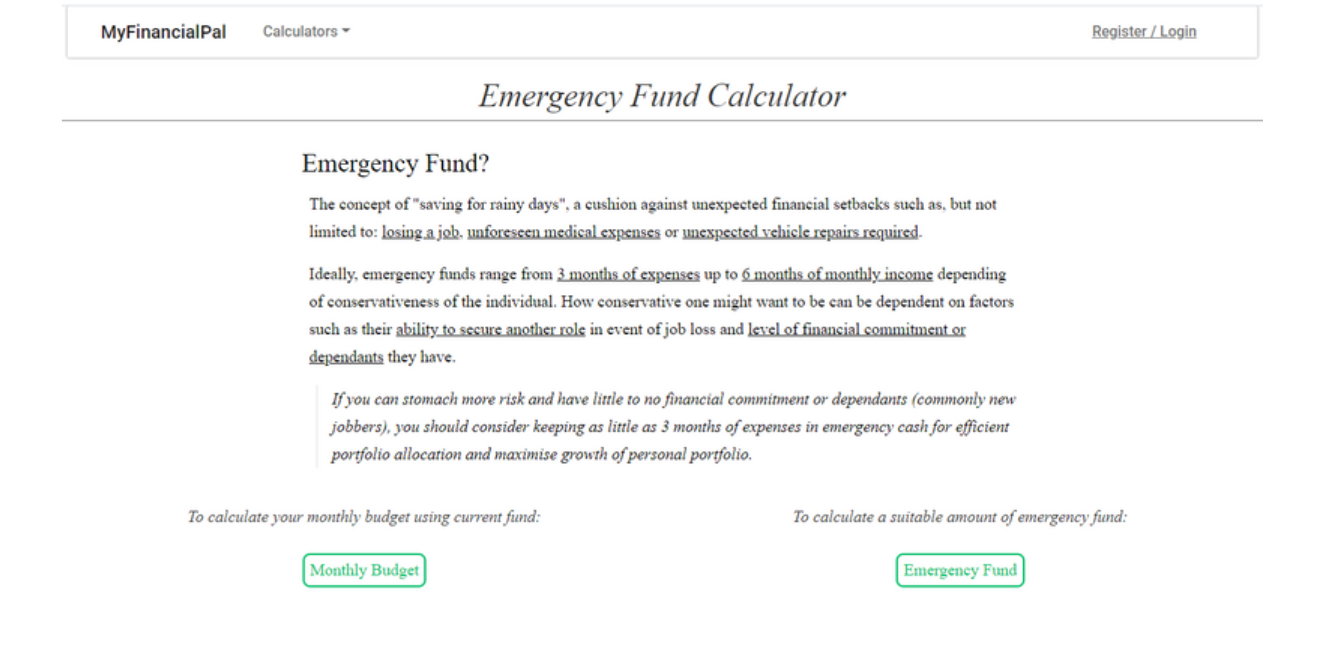 MyFinancialPal Calculators Register / Login
Emergency Fund Calculator
Emergency Fund?
The concept of "saving for rainy days", a cushion against unexpected financial setbacks such as, but not
limited to: losing a job, unforeseen medical expenses or unexpected vehicle repairs required.
Ideally, emergency funds range from 3 months of expenses up to 6 months of monthly income depending
of conservativeness of the individual. How conservative one might want to be can be dependent on factors
such as their ability to secure another role in event of job loss and level of financial commitment or
dependants they have.
If you can stomach more risk and have little to no financial commitment or dependants (commonly new
jobbers), you should consider keeping as little as 3 months of expenses in emergency cash for efficient
portfolio allocation and maximise growth of personal portfolio.
To calculate your monthly budget using current fund:
Monthly Budget
To calculate a suitable amount of emergency fund:
Emergency Fund